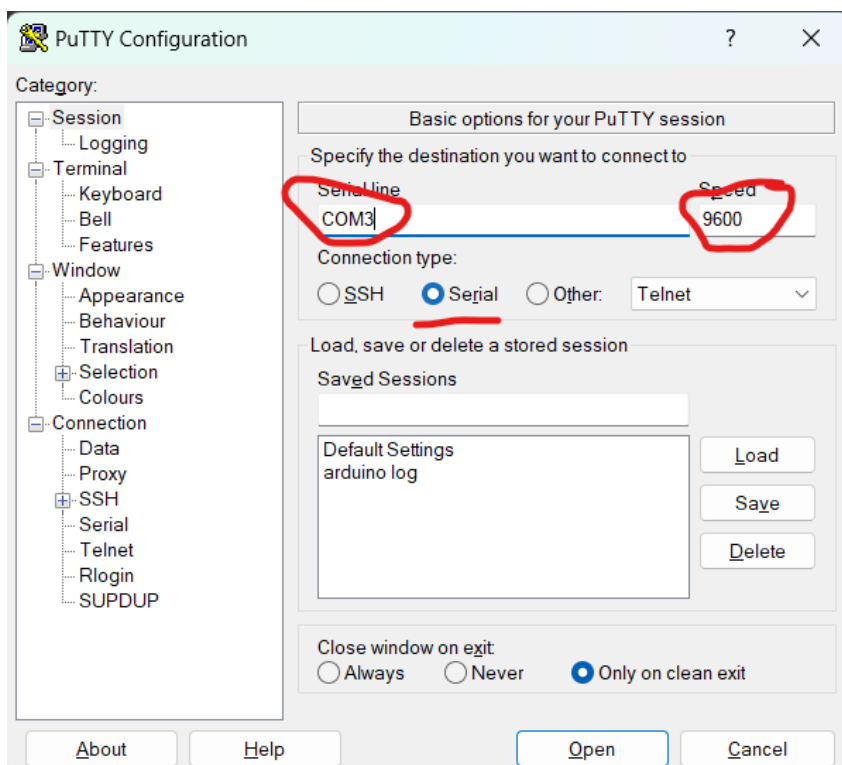 PuTTY Configuration
?
Category:
Session
Logging
Terminal
Keyboard
Bell
Features
Window
Appearance
Behaviour
Translation
Selection
Colours
Connection
Data
Proxy
SSH
Serial
Telnet
Rlogin
SUPDUP
Basic options for your PuTTY session
Specify the destination you want to connect to
Serial line Speed
COM3 9600
Connection type:
SSH Serial Other: Telnet
Load, save or delete a stored session
Saved Sessions
Default Settings
arduino log
Load
Save
Delete
Close window on exit:
Always Never Only on clean exit
About Help Open Cancel